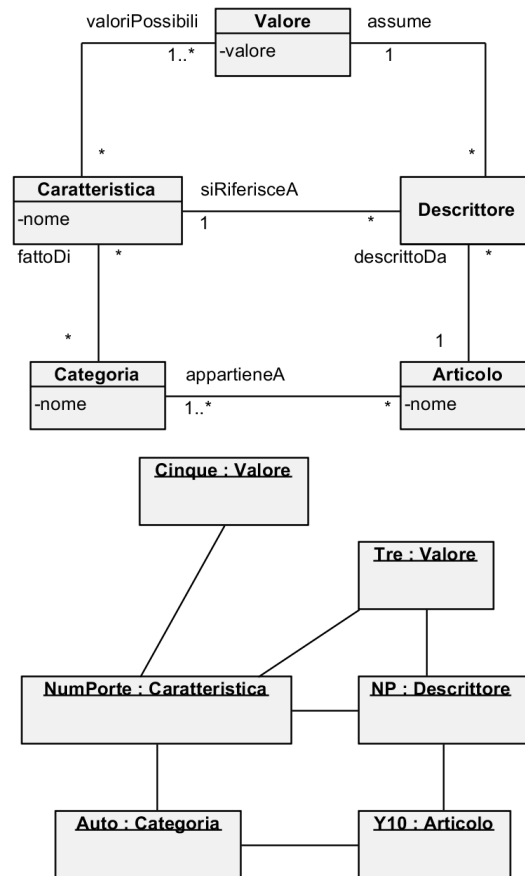 valoriPossibili
Valore
assume
1..*
-valore
1
*
*
Caratteristica
siRiferisceA
Descrittore
-nome
1
*
fattoDi
*
descrittoDa
*
*
1
Categoria
appartieneA
Articolo
-nome
1..*
*
-nome
Cinque : Valore
Tre : Valore
NumPorte : Caratteristica
NP : Descrittore
Auto : Categoria
Y10 : Articolo